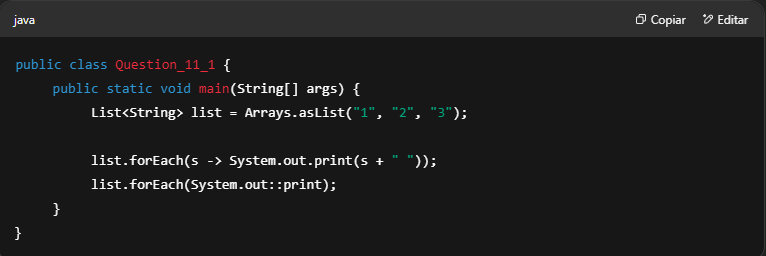 java Copiar Editar
public class Question_11_1 {
    public static void main(String[] args) {
        List<String> list = Arrays.asList("1", "2", "3");

        list.forEach(s -> System.out.print(s + " "));
        list.forEach(System.out::print);
    }
}